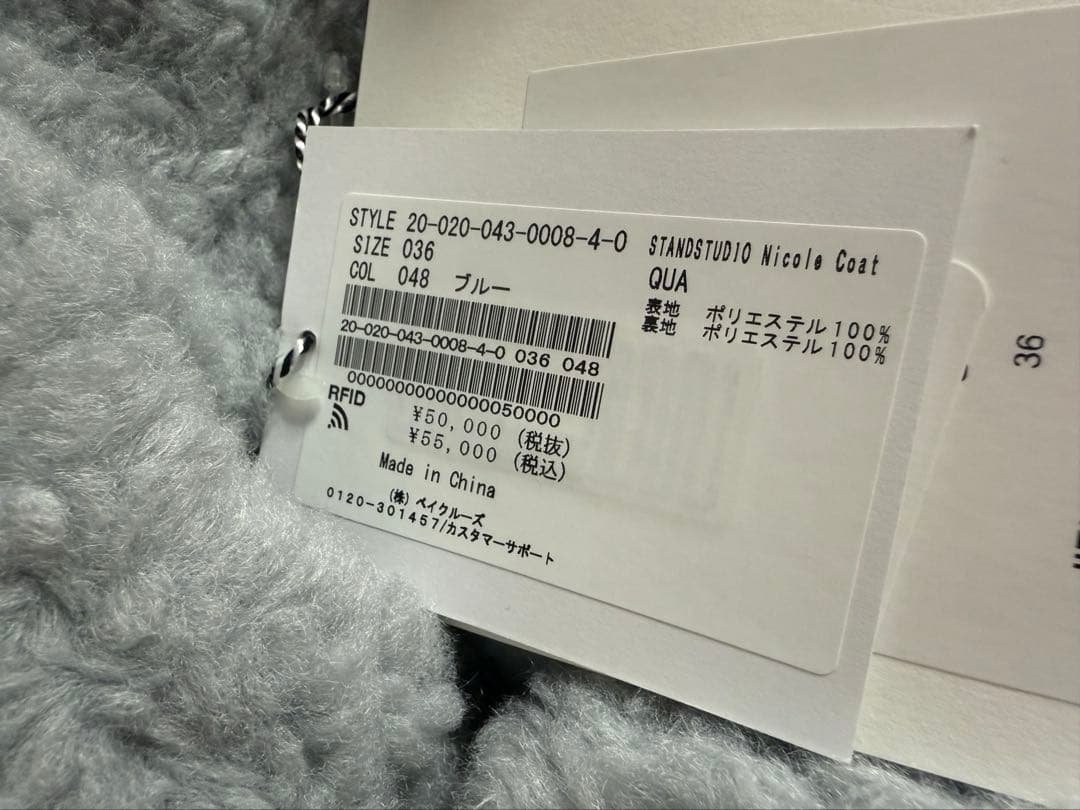 STYLE 20-020-043-0008-4-0
SIZE 036
COL 048 ブルー
20-020-043-0008-4-0 036 048
00000000000000050000
RFID
¥50,000 (税抜)
¥55,000 (税込)
Made in China
(株) ベイクルーズ
0120-301457/カスタマーサポート
STANDSTUDIO Nicole Coat
QUA
表地 ポリエステル100%
裏地 ポリエステル100%
36